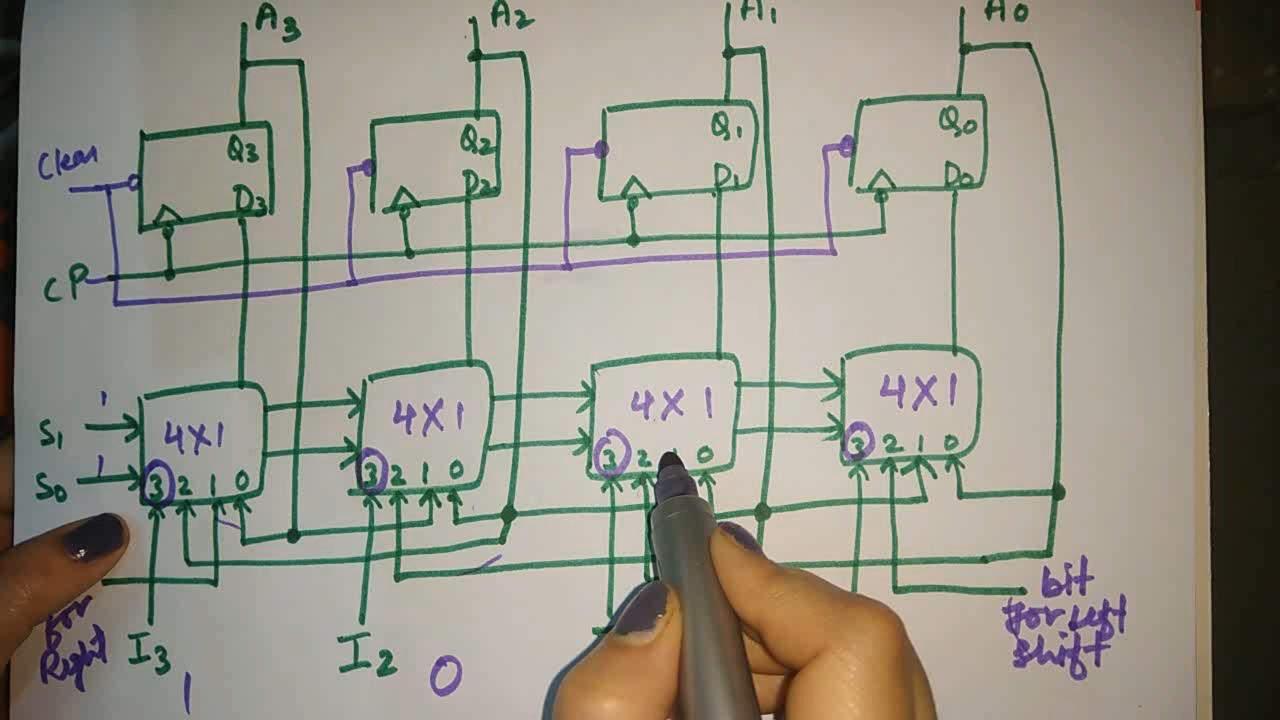 A3 A2 A1 A0
Clear Q3 Q2 Q1 Q0
D3 D2 D1 D0
CP
S1 1 4X1 4X1 4X1 4X1
S0 1 3 2 1 0 3 2 1 0 3 2 0 3 2 1 0
for Right
bit for left shift
I3 I2
1 0